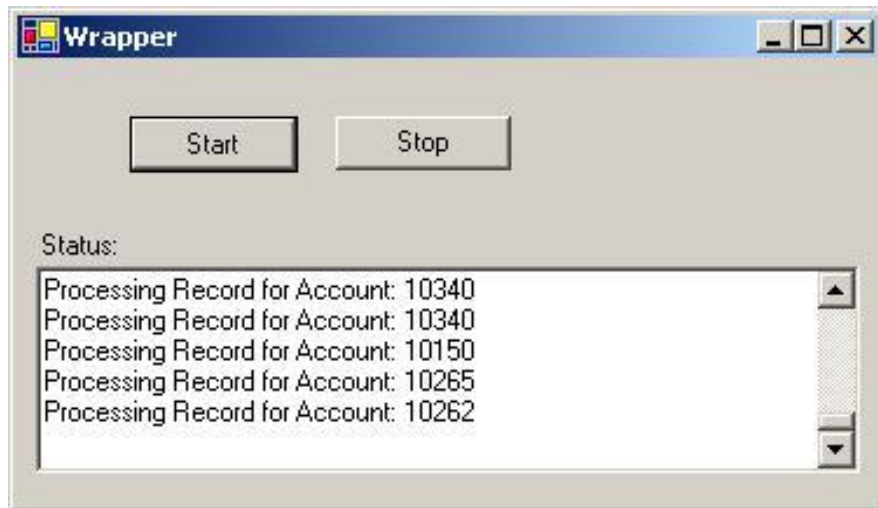 Wrapper
Start Stop
Status:
Processing Record for Account: 10340
Processing Record for Account: 10340
Processing Record for Account: 10150
Processing Record for Account: 10265
Processing Record for Account: 10262